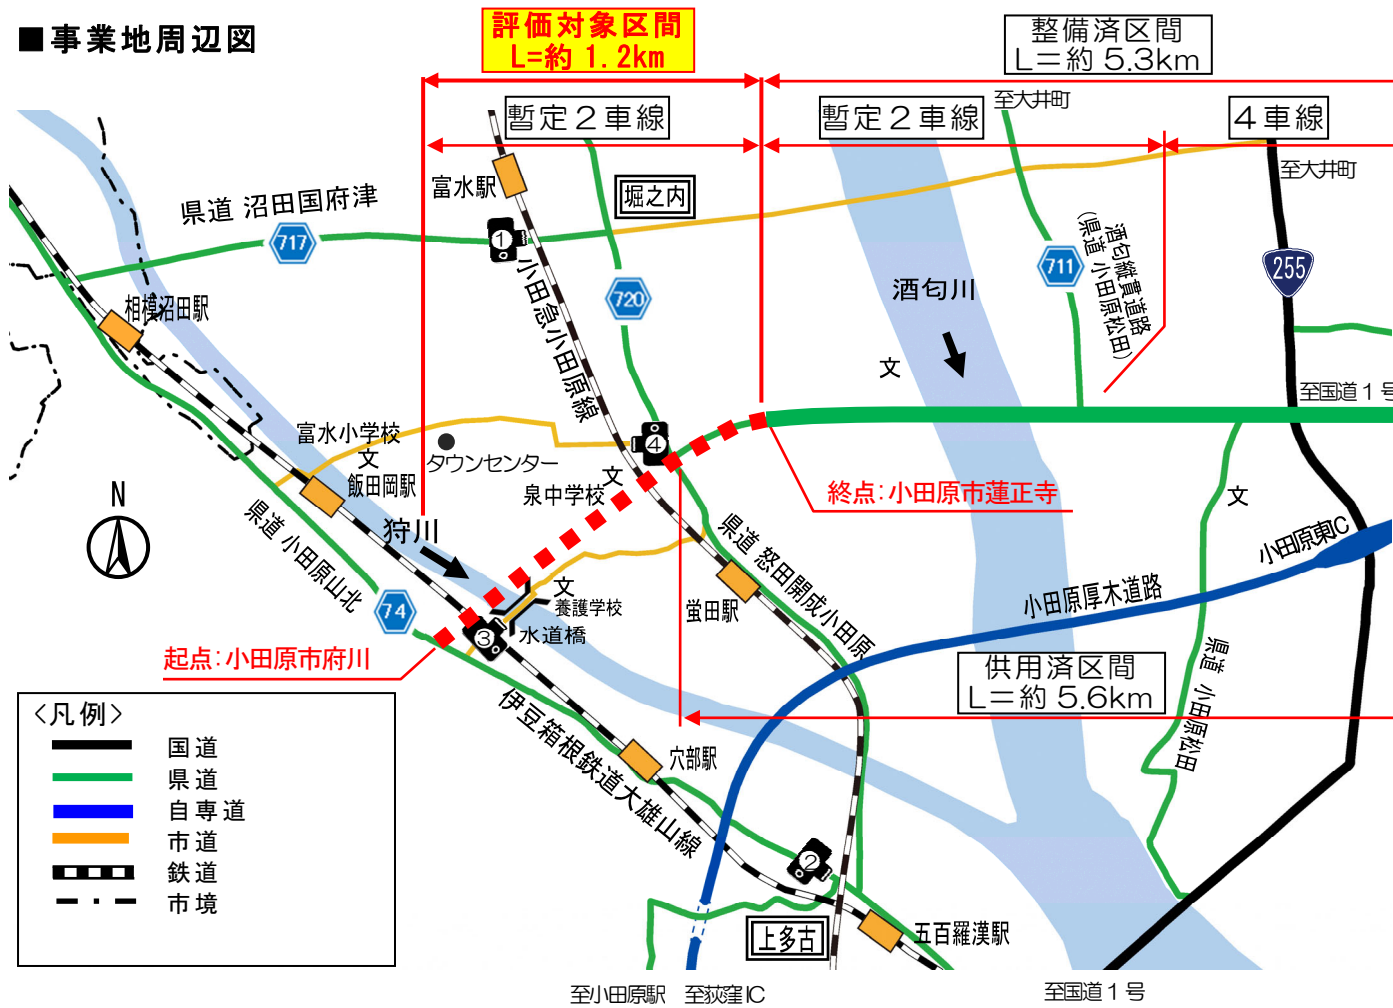 ■事業地周辺図
評価対象区間
L=約 1.2km
整備済区間
L=約 5.3km
暫定２車線
暫定２車線
４車線
至大井町
至大井町
富水駅
堀之内
県道 沼田国府津
717
①
小田急小田原線
720
711
酒匂縦貫道路
(県道 小田原松田)
255
酒匂川
相模沼田駅
文
至国道１号
富水小学校
文
タウンセンター
④
飯田岡駅
泉中学校
文
終点:小田原市蓮正寺
文
N
狩川
県道 小田原山北
県道 怒田開成小田原
小田原東IC
小田原厚木道路
74
文
養護学校
水道橋
③
蛍田駅
起点:小田原市府川
供用済区間
L=約 5.6km
県道 小田原松田
伊豆箱根鉄道大雄山線
穴部駅
②
上多古
五百羅漢駅
<凡例>
国道
県道
自専道
市道
鉄道
市境
至小田原駅
至荻窪IC
至国道１号